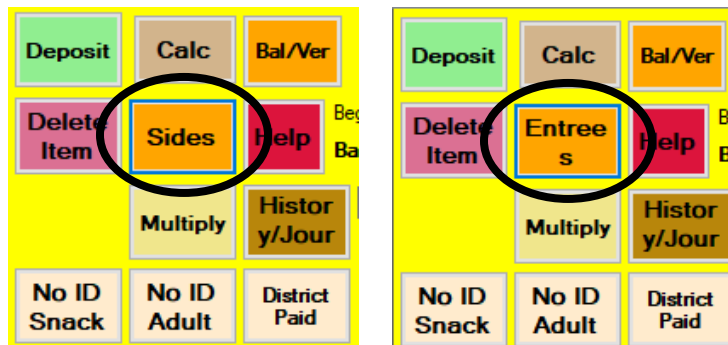 Deposit Calc Bal/Ver
Delete
Item
Sides
Help
Multiply
Histor
y/Jour
No ID
Snack
No ID
Adult
District
Paid
Deposit Calc Bal/Ver
Delete
Item
Entree
s
Help
Multiply
Histor
y/Jour
No ID
Snack
No ID
Adult
District
Paid